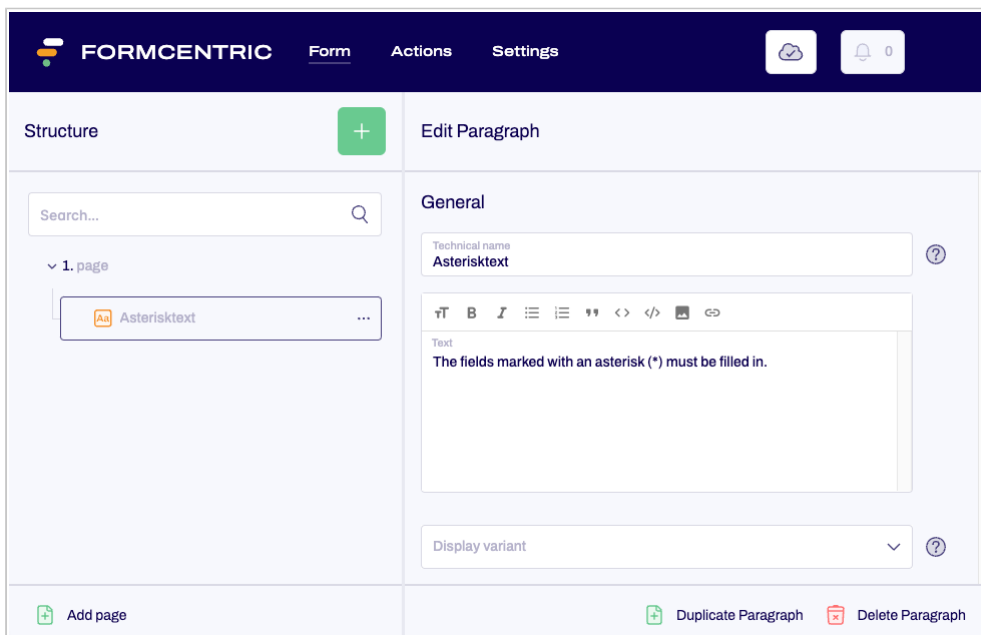 FORMCENTRIC Form Actions Settings 0
Structure
+
Edit Paragraph
General
Search...
Technical name
Asterisktext
?
1. page
Aa Asterisktext ...
Text
The fields marked with an asterisk (*) must be filled in.
Display variant
?
Add page
Duplicate Paragraph
Delete Paragraph